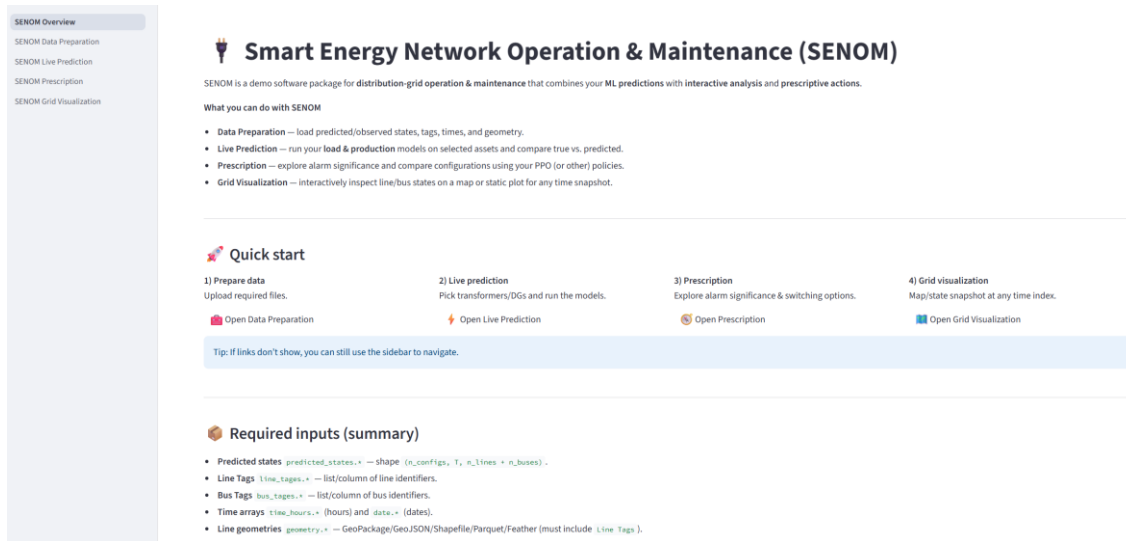 SENOM Overview
SENOM Data Preparation
SENOM Live Prediction
SENOM Prescription
SENOM Grid Visualization
Smart Energy Network Operation & Maintenance (SENOM)
SENOM is a demo software package for distribution-grid operation & maintenance that combines your ML predictions with interactive analysis and prescriptive actions.
What you can do with SENOM
• Data Preparation — load predicted/observed states, tags, times, and geometry.
• Live Prediction — run your load & production models on selected assets and compare true vs. predicted.
• Prescription — explore alarm significance and compare configurations using your PPO (or other) policies.
• Grid Visualization — interactively inspect line/bus states on a map or static plot for any time snapshot.
Quick start
1) Prepare data
Upload required files.
Open Data Preparation
2) Live prediction
Pick transformers/DGs and run the models.
Open Live Prediction
3) Prescription
Explore alarm significance & switching options.
Open Prescription
4) Grid visualization
Map/state snapshot at any time index.
Open Grid Visualization
Tip: If links don't show, you can still use the sidebar to navigate.
Required inputs (summary)
• Predicted states predicted_states.* — shape (n_configs, T, n_lines + n_buses).
• Line Tags line_tages.* — list/column of line identifiers.
• Bus Tags bus_tages.* — list/column of bus identifiers.
• Time arrays time_hours.* (hours) and date.* (dates).
• Line geometries geometry.* — GeoPackage/GeoJSON/Shapefile/Parquet/Feather (must include Line Tags).